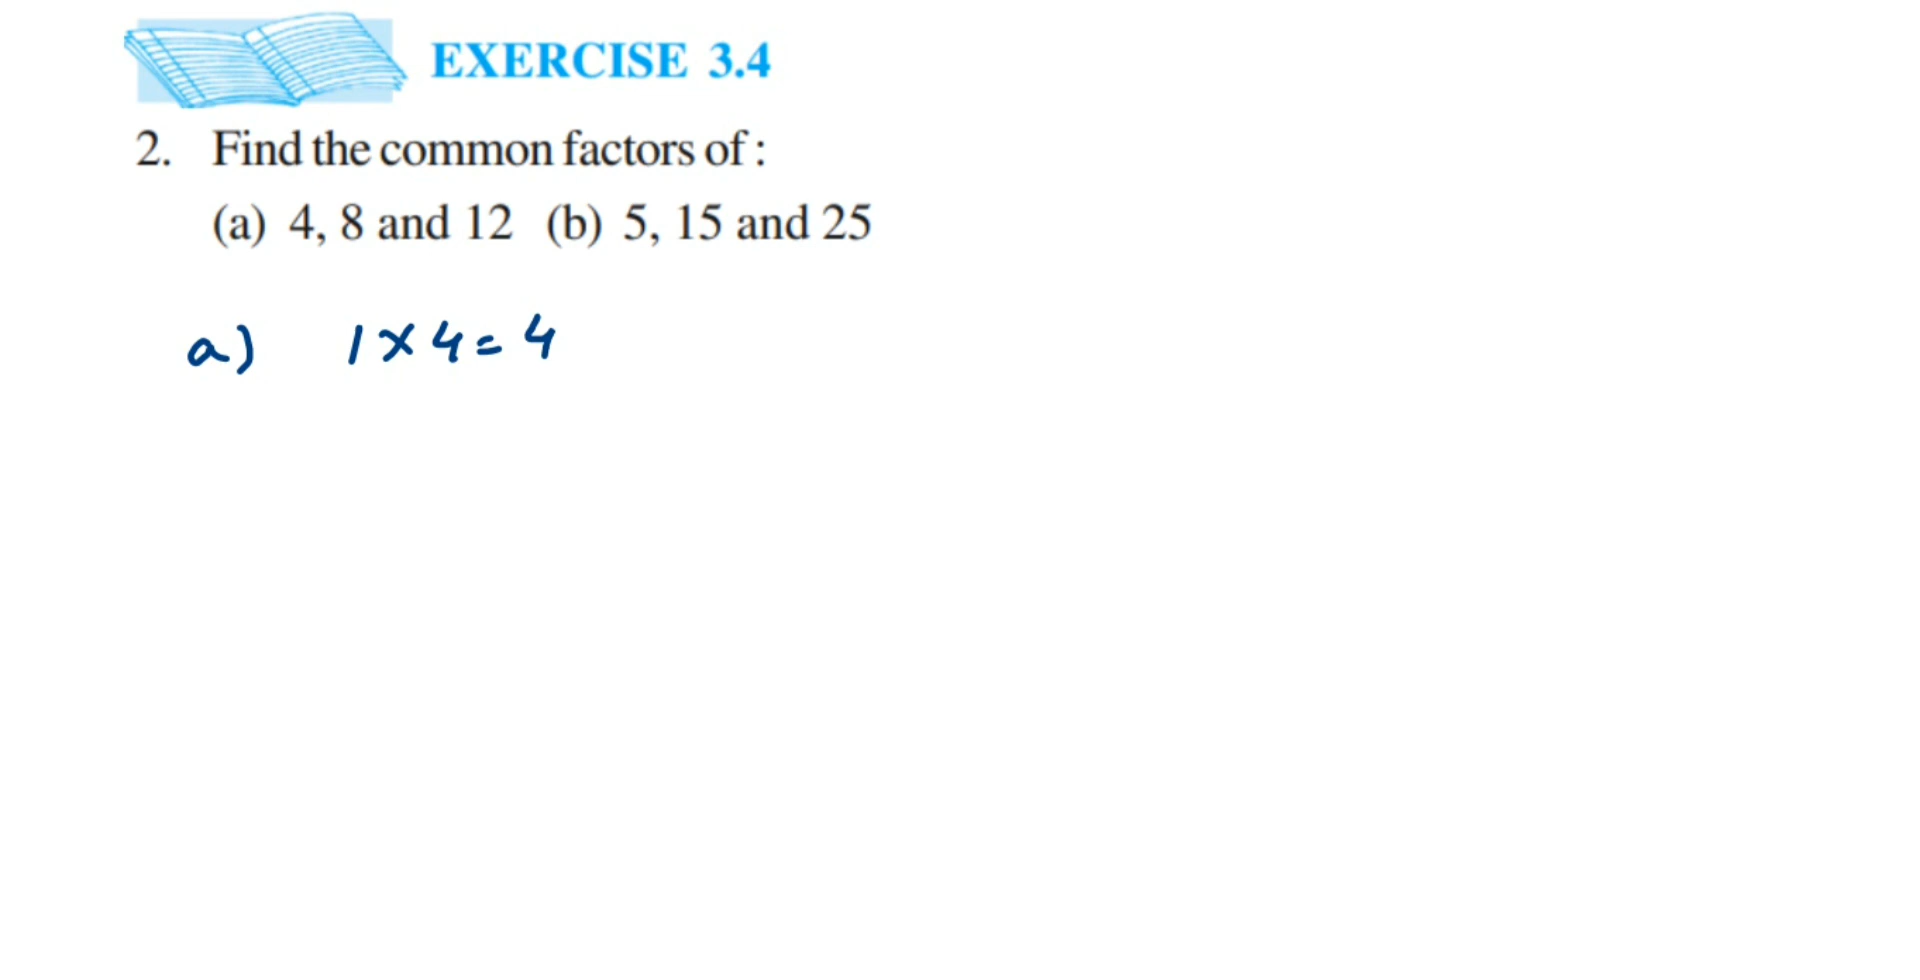 EXERCISE 3.4
2. Find the common factors of :
(a) 4, 8 and 12 (b) 5, 15 and 25
a) 1 × 4 = 4